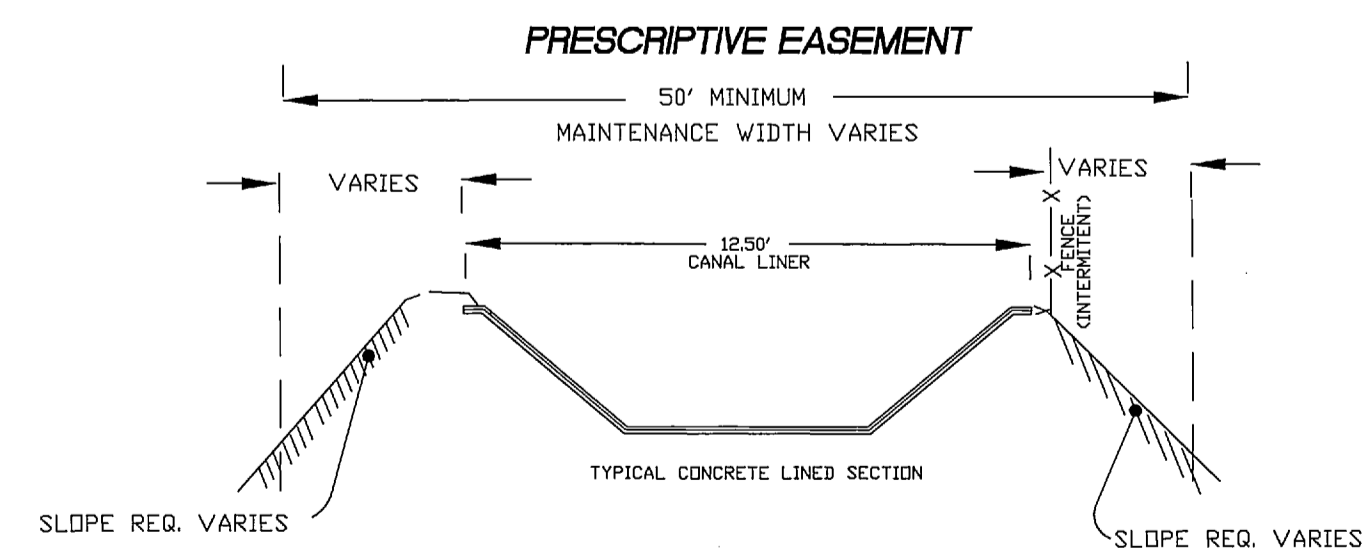 PRESCRIPTIVE EASEMENT
50' MINIMUM
MAINTENANCE WIDTH VARIES
VARIES
VARIES
12.50'
CANAL LINER
FENCE
(INTERMITENT)
TYPICAL CONCRETE LINED SECTION
SLOPE REQ. VARIES
SLOPE REQ. VARIES